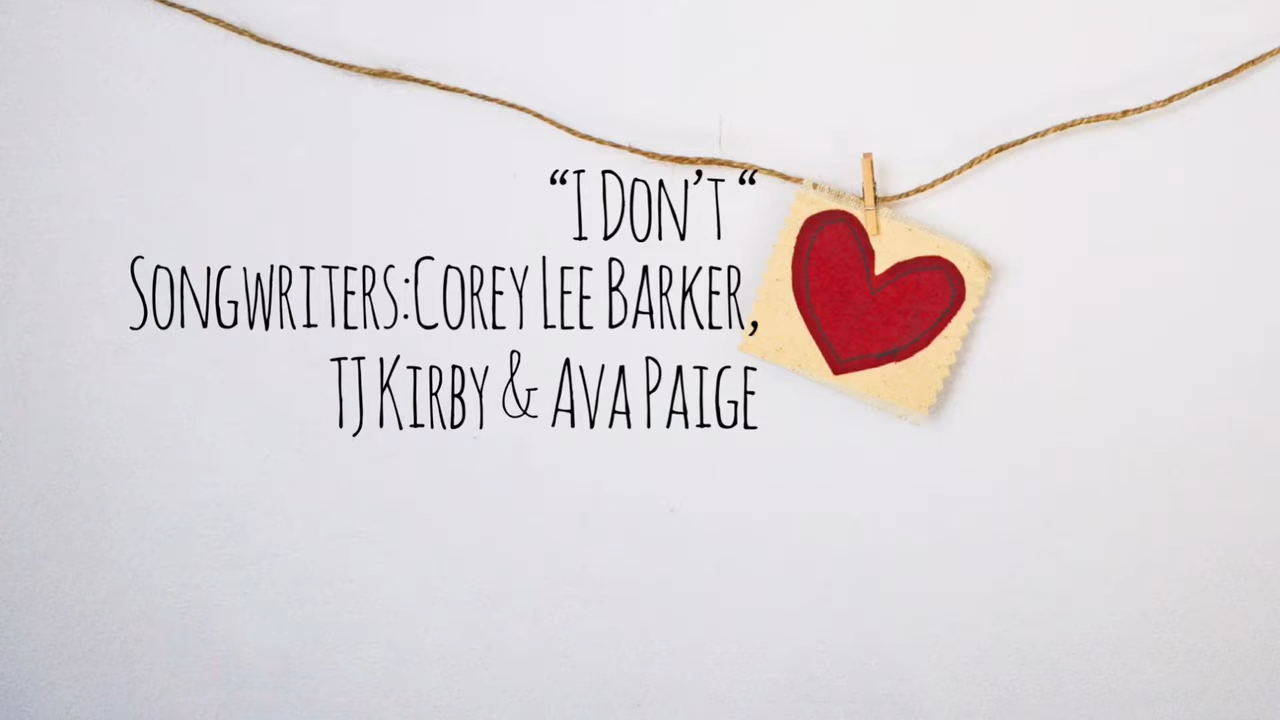 “I Don’t “
Songwriters:Corey Lee Barker,
TJ Kirby & Ava Paige